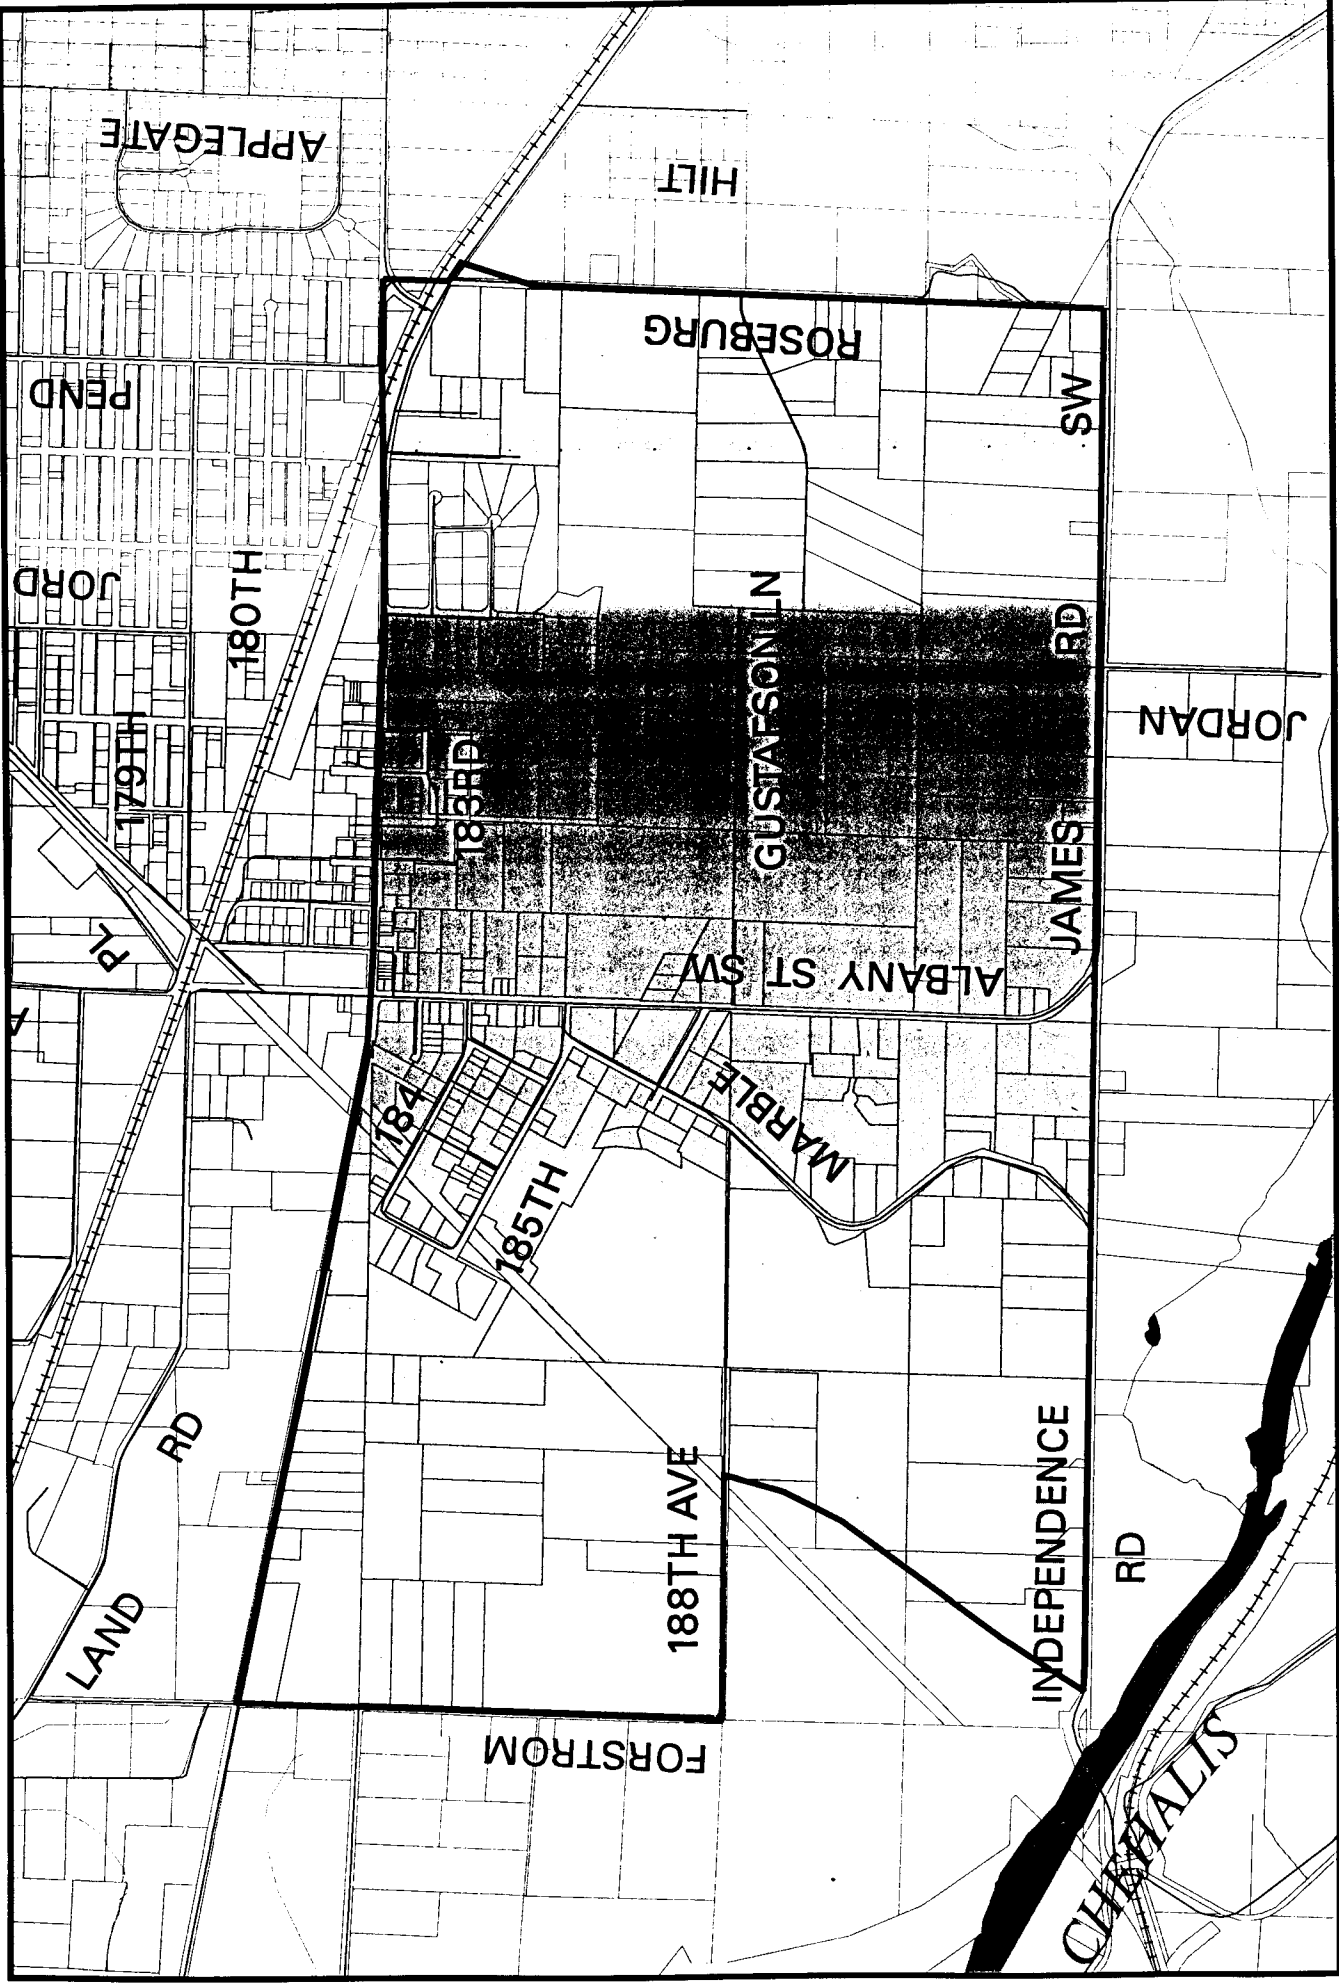 APPLEGATE
HILT
PEND
ROSEBURG
SW
JORD
180TH
179TH
183RD
GUSTAFSON LN
RD
JAMES
JORDAN
PL
A
ALBANY ST SW
184
MARBLE
185TH
RD
LAND
188TH AVE
INDEPENDENCE
RD
FORSTROM
CHEHALIS